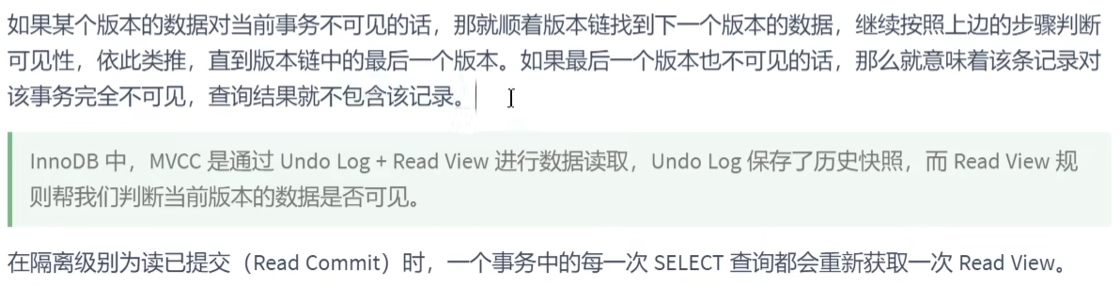 如果某个版本的数据对当前事务不可见的话，那就顺着版本链找到下一个版本的数据，继续按照上边的步骤判断
可见性，依此类推，直到版本链中的最后一个版本。如果最后一个版本也不可见的话，那么就意味着该条记录对
该事务完全不可见，查询结果就不包含该记录。
InnoDB 中，MVCC 是通过 Undo Log + Read View 进行数据读取，Undo Log 保存了历史快照，而 Read View 规
则帮我们判断当前版本的数据是否可见。
在隔离级别为读已提交（Read Commit）时，一个事务中的每一次 SELECT 查询都会重新获取一次 Read View。